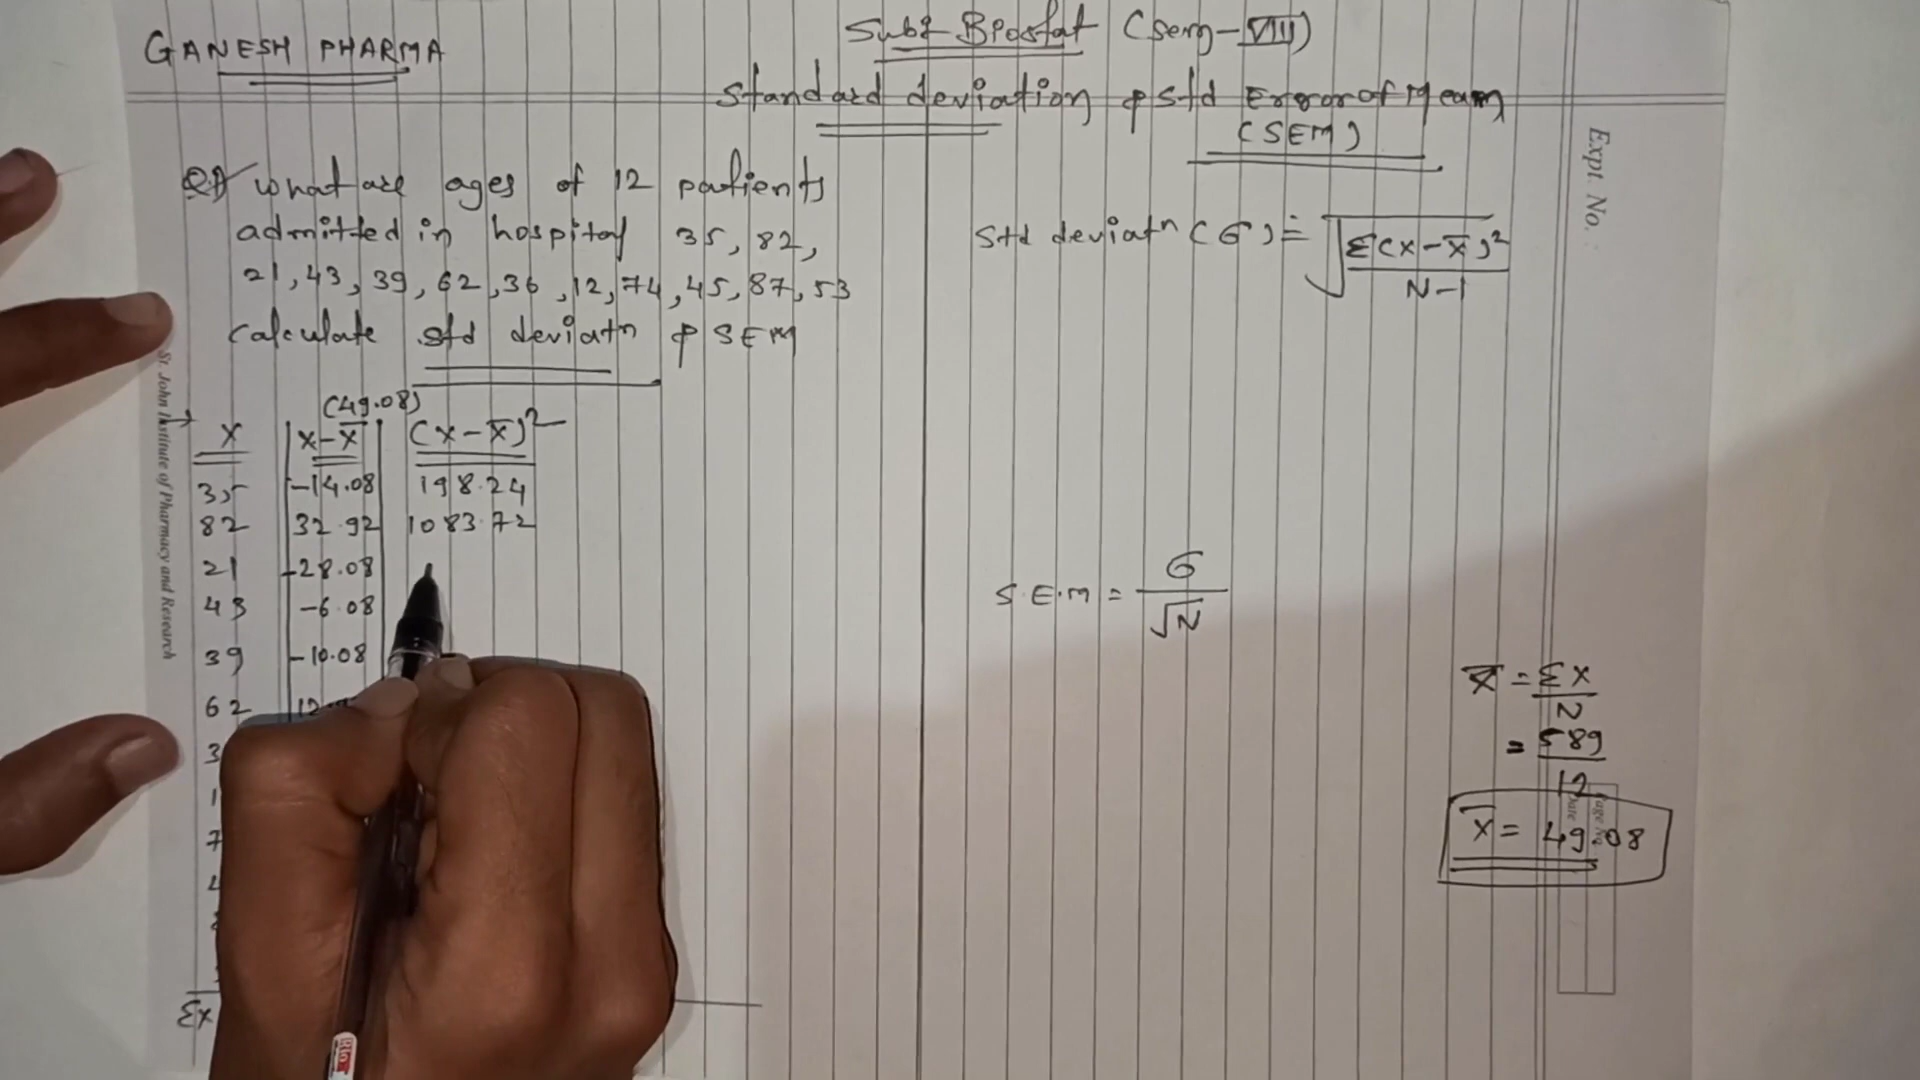 GANESH PHARMA
Sub:- Biostat (Sem-VIII)
Standard deviation & Std Error of Mean
(SEM)
Q1) What are ages of 12 patients
admitted in hospital 35, 82,
21, 43, 39, 62, 36, 12, 74, 45, 87, 53
Calculate std deviatn & SEM
(49.08)
X | X-X̄ | (X-X̄)²
35 | -14.08 | 198.24
82 | 32.92 | 1083.72
21 | -28.08
43 | -6.08
39 | -10.08
62
Σx
Std deviatn (σ) = √Σ(X-X̄)²
N-1
S.E.M = σ
√N
X̄ = Σx
N
= 589
12
X̄ = 49.08
Expt. No. :
St. John Institute of Pharmacy and Research
Page No.
Date